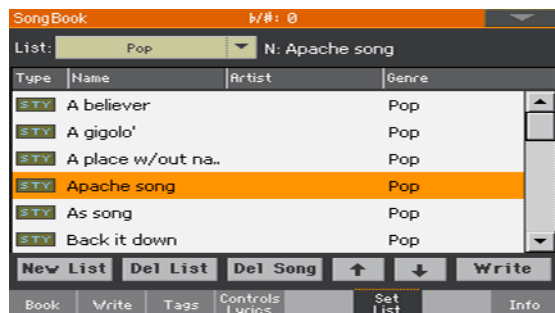 SongBook ♭/#: 0
List: Pop N: Apache song
Type Name Artist Genre
STY A believer Pop
STY A gigolo' Pop
STY A place w/out na.. Pop
STY Apache song Pop
STY As song Pop
STY Back it down Pop
New List Del List Del Song ↑ ↓ Write
Book Write Tags Controls Lyrics Set List Info